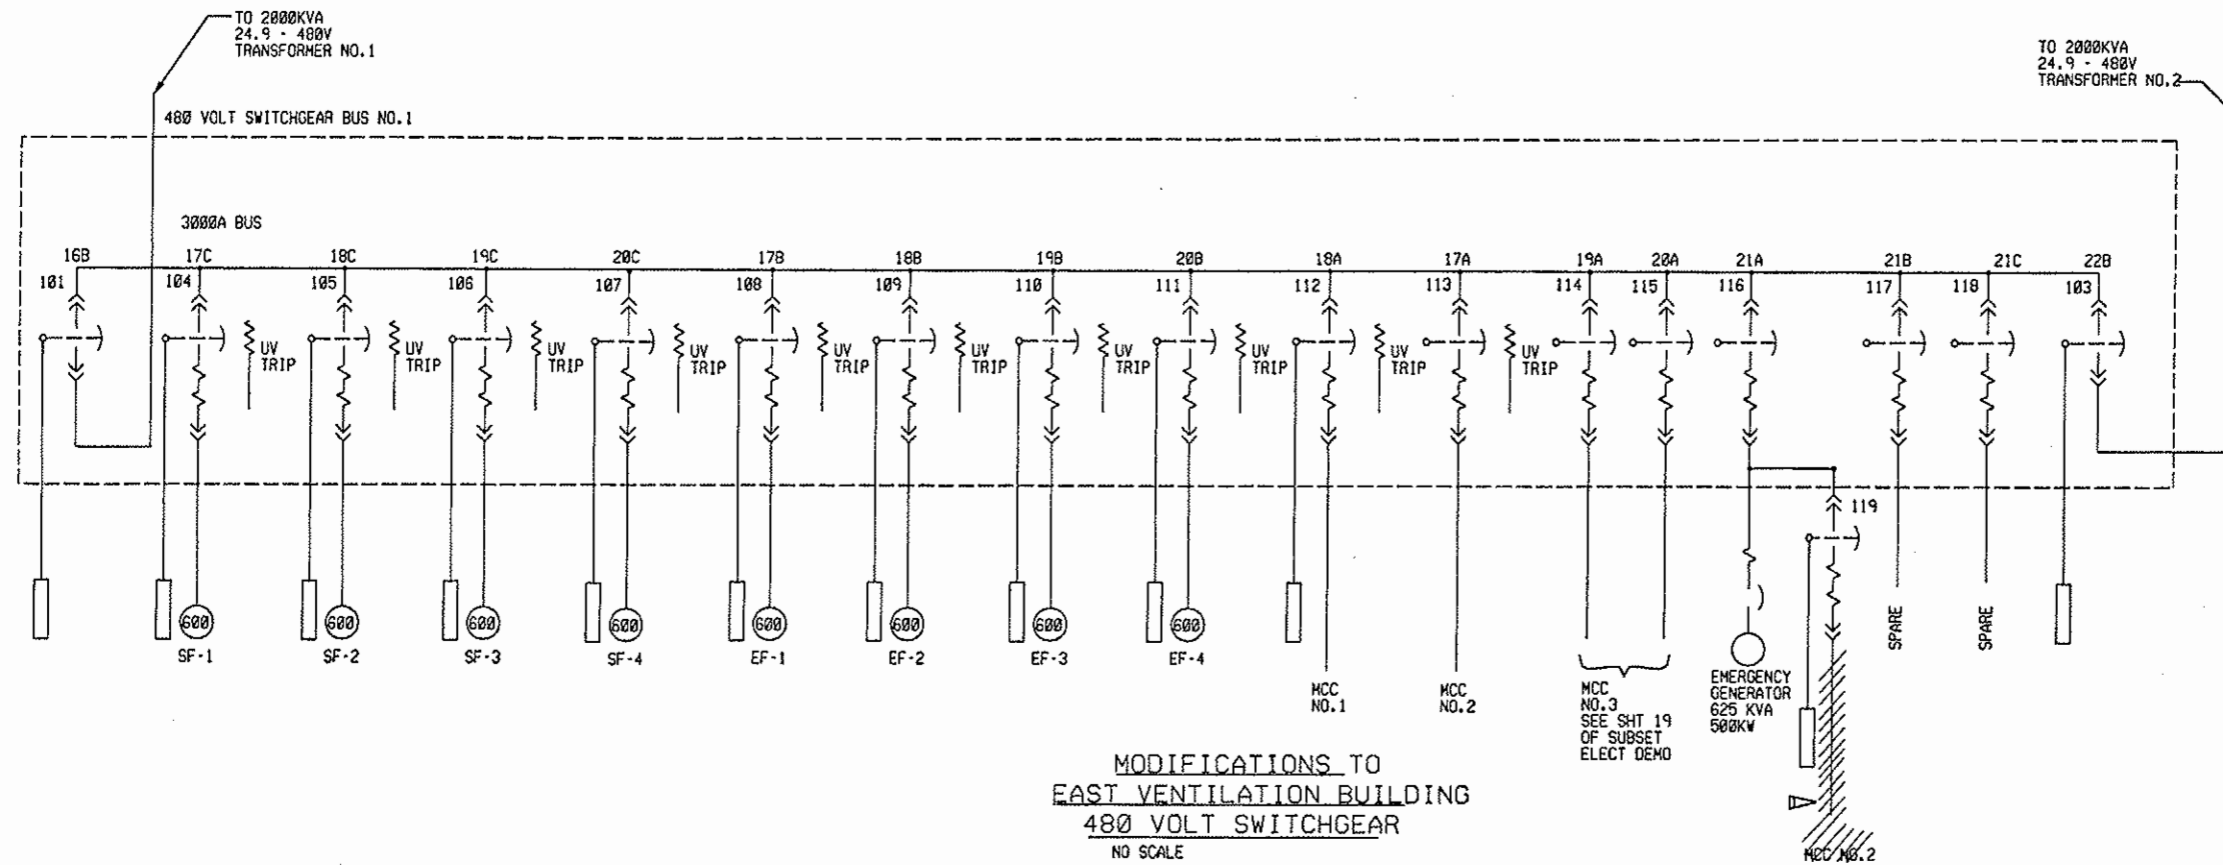 TO 2000KVA
24.9 - 480V
TRANSFORMER NO.1
TO 2000KVA
24.9 - 480V
TRANSFORMER NO.2
480 VOLT SWITCHGEAR BUS NO.1
3000A BUS
16B 17C 18C 19C 20C 17B 18B 19B 20B 18A 17A 19A 20A 21A 21B 21C 22B
101 104 105 106 107 108 109 110 111 112 113 114 115 116 117 118 103
UV UV UV UV UV UV UV UV UV UV
TRIP TRIP TRIP TRIP TRIP TRIP TRIP TRIP TRIP TRIP
119
600 600 600 600 600 600 600 600
SF-1 SF-2 SF-3 SF-4 EF-1 EF-2 EF-3 EF-4
MCC
NO.1
MCC
NO.2
MCC
NO.3
SEE SHT 19
OF SUBSET
ELECT DEMO
EMERGENCY
GENERATOR
625 KVA
500KW
SPARE
SPARE
MCC NO.2
MODIFICATIONS TO
EAST VENTILATION BUILDING
480 VOLT SWITCHGEAR
NO SCALE